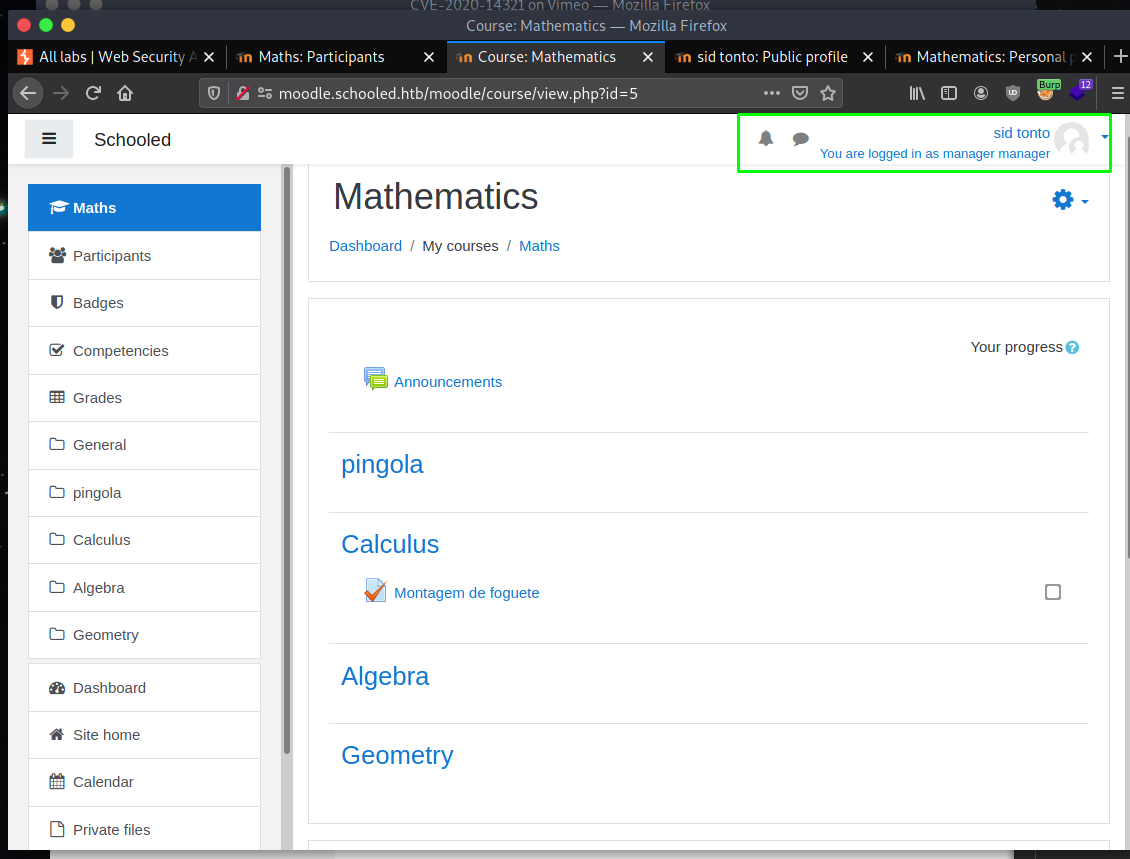 CVE-2020-14321 on Vimeo — Mozilla Firefox
Course: Mathematics — Mozilla Firefox
All labs | Web Security A
Maths: Participants
Course: Mathematics
sid tonto: Public profile
Mathematics: Personal p
moodle.schooled.htb/moodle/course/view.php?id=5
Burp
12
Schooled
sid tonto
You are logged in as manager manager
Maths
Participants
Badges
Competencies
Grades
General
pingola
Calculus
Algebra
Geometry
Dashboard
Site home
Calendar
Private files
Mathematics
Dashboard / My courses / Maths
Your progress
Announcements
pingola
Calculus
Montagem de foguete
Algebra
Geometry